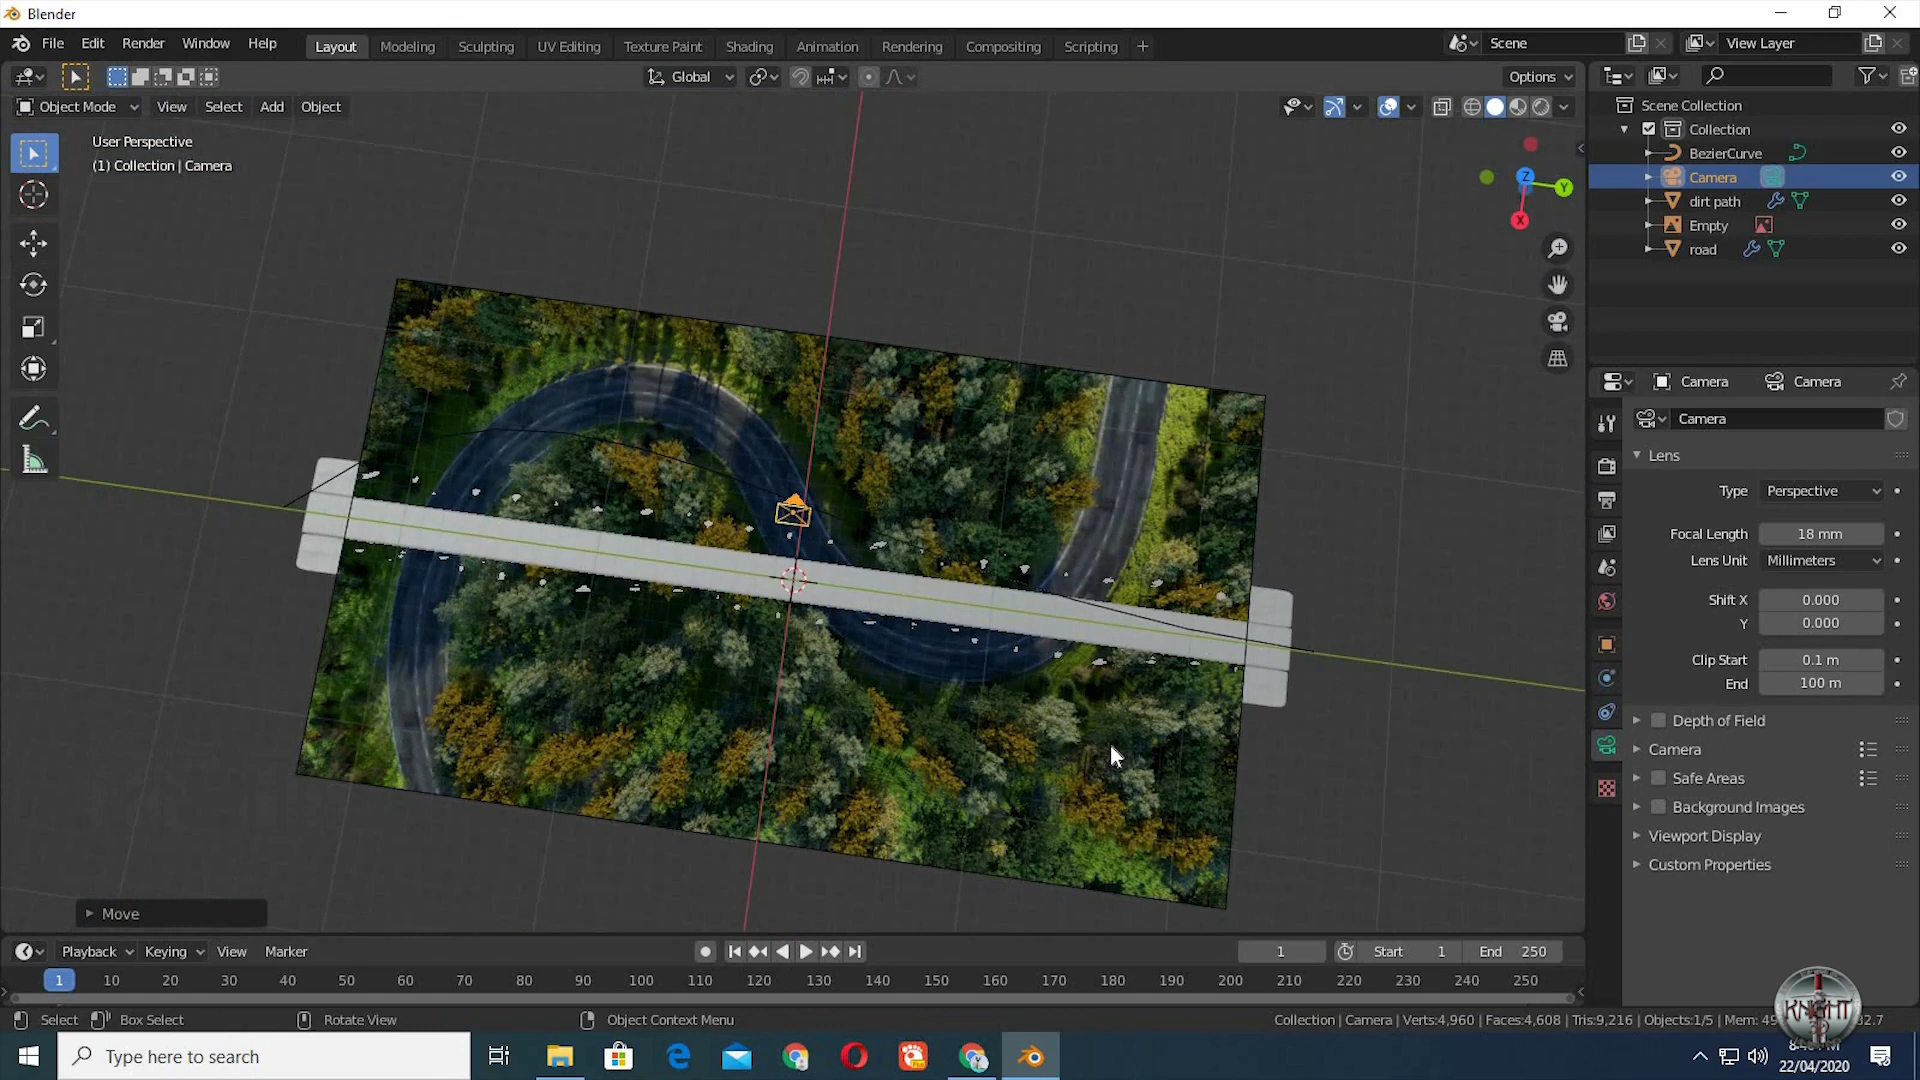 Blender
File Edit Render Window Help
Layout Modeling Sculpting UV Editing Texture Paint Shading Animation Rendering Compositing Scripting +
Scene
View Layer
Global
Options
Object Mode View Select Add Object
User Perspective
(1) Collection | Camera
Z
Y
X
Scene Collection
Collection
BezierCurve
Camera
dirt path
Empty
road
Camera Camera
Camera
Lens
Type Perspective
Focal Length 18 mm
Lens Unit Millimeters
Shift X 0.000
Y 0.000
Clip Start 0.1 m
End 100 m
Depth of Field
Camera
Safe Areas
Background Images
Viewport Display
Custom Properties
Move
Playback Keying View Marker
1
Start 1
End 250
1 10 20 30 40 50 60 70 80 90 100 110 120 130 140 150 160 170 180 190 200 210 220 230 240 250
Select Box Select Rotate View Object Context Menu
Collection | Camera | Verts:4,960 | Faces:4,608 | Tris:9,216 | Objects:1/5 | Mem:
KNIGHT
Type here to search
22/04/2020